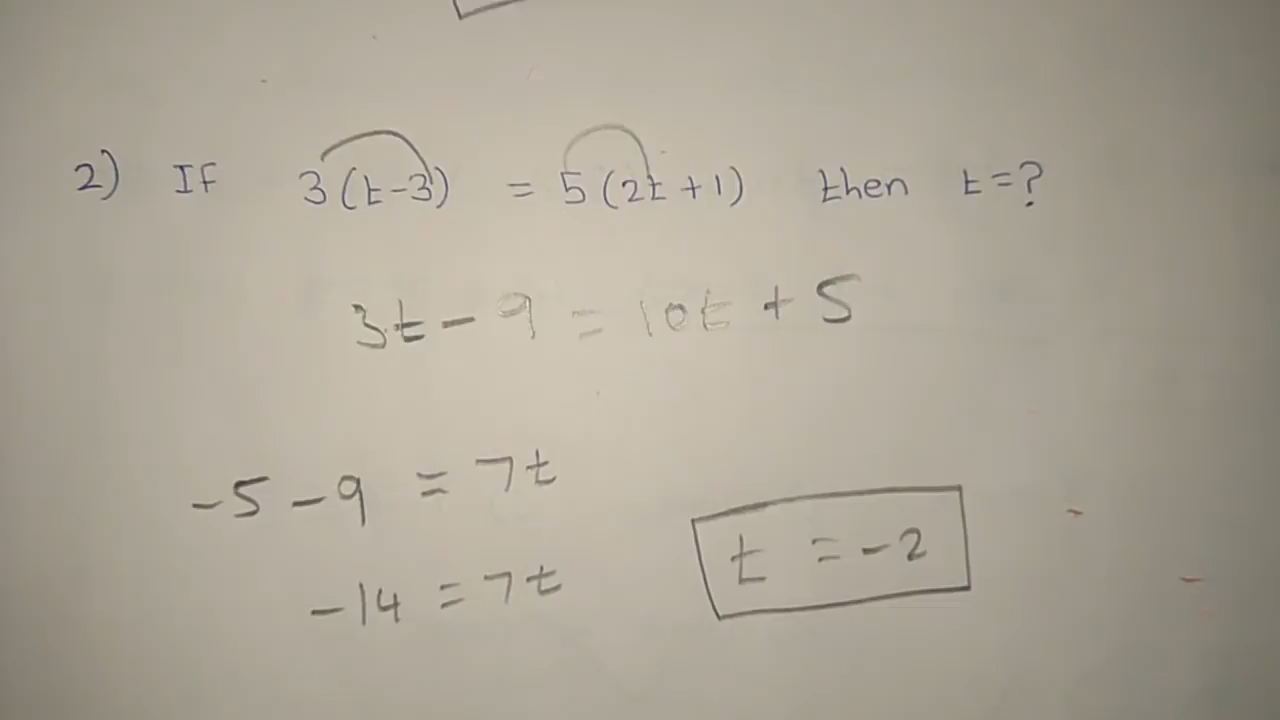 2) If 3(t-3) = 5(2t+1) then t=?
3t - 9 = 10t + 5
-5 - 9 = 7t
-14 = 7t
t = -2